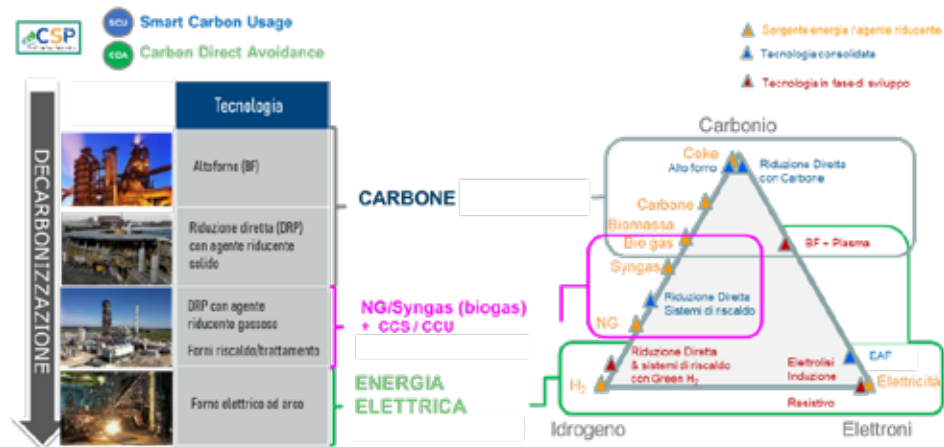 CSP
SCU
Smart Carbon Usage
CDA
Carbon Direct Avoidance
Sorgente energia / agente riducente
Tecnologia consolidata
Tecnologia in fase di sviluppo
DECARBONIZZAZIONE
Tecnologia
Altoforno (BF)
Riduzione diretta (DRP)
con agente riducente
solido
DRP con agente
riducente gassoso
Forni riscaldo/trattamento
Forno elettrico ad arco
CARBONE
NG/Syngas (biogas)
+ CCS / CCU
ENERGIA
ELETTRICA
Carbonio
Coke
Altoforno
Riduzione Diretta
con Carbone
Carbone
Biomassa
Bio gas
BF + Plasma
Syngas
Riduzione Diretta
Sistemi di riscaldo
NG
Riduzione Diretta
& sistemi di riscaldo
con Green H₂
H₂
EAF
Elettrolisi
Induzione
Elettricità
Resistivo
Idrogeno
Elettroni